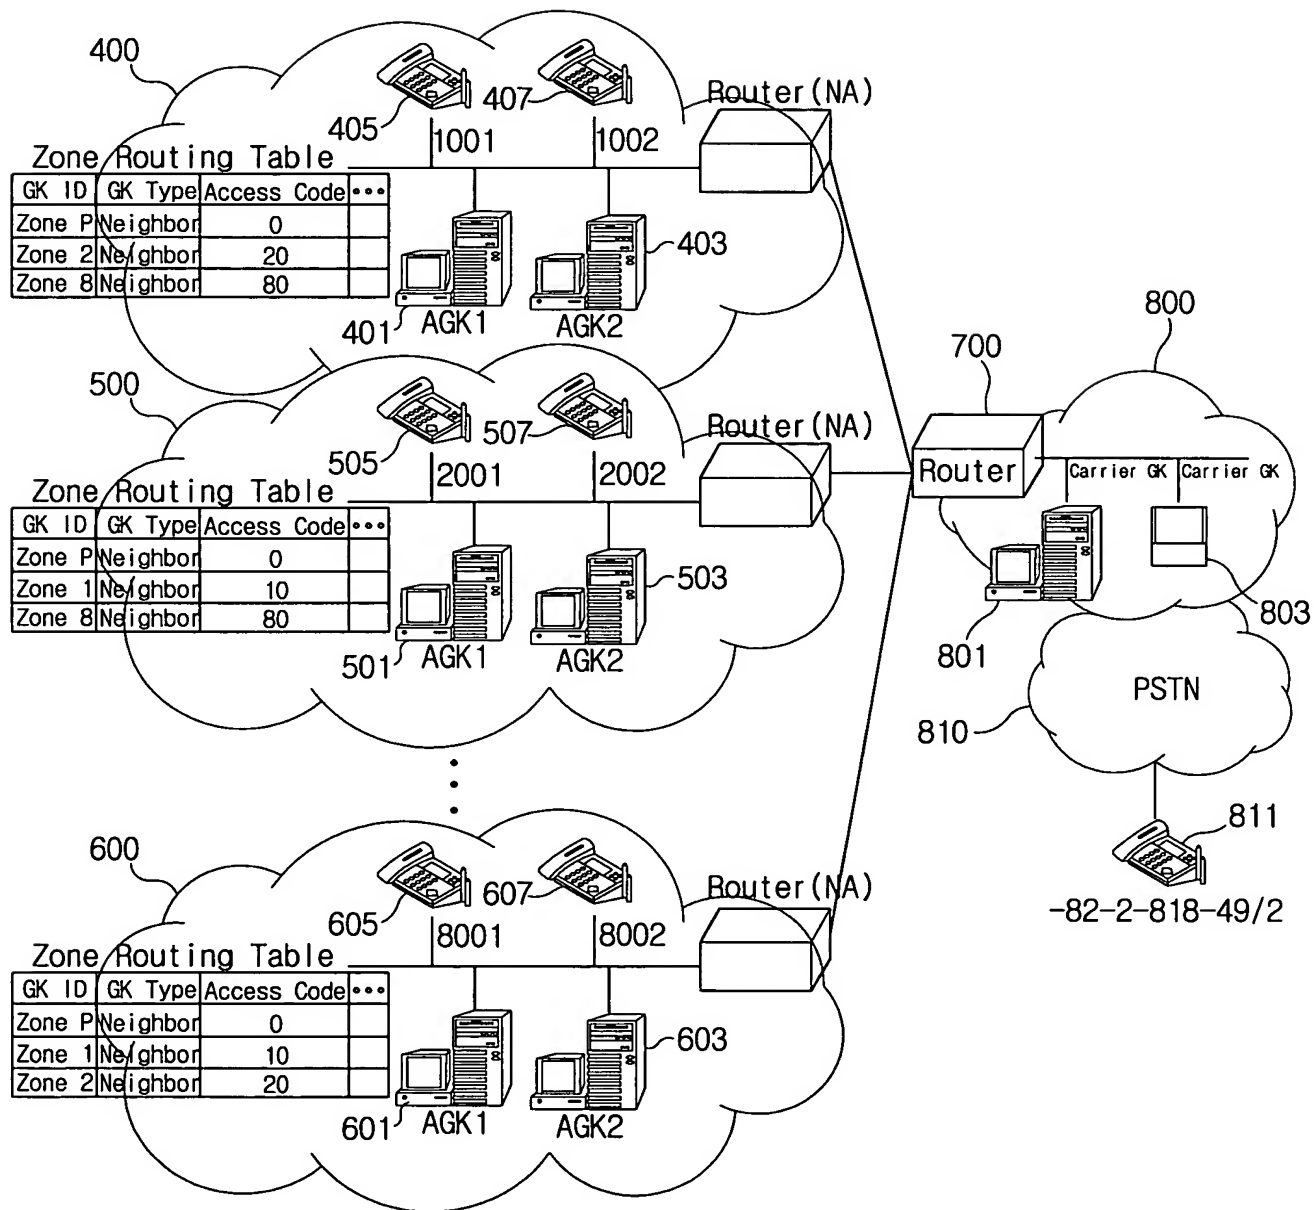 400
405
407
1001
1002
Router(NA)
Zone Routing Table
GK ID GK Type Access Code •••
Zone P Neighbor 0
Zone 2 Neighbor 20
Zone 8 Neighbor 80
401
AGK1
AGK2
403
500
505
507
2001
2002
Router(NA)
Zone Routing Table
GK ID GK Type Access Code •••
Zone P Neighbor 0
Zone 1 Neighbor 10
Zone 8 Neighbor 80
501
AGK1
AGK2
503
600
605
607
8001
8002
Router(NA)
Zone Routing Table
GK ID GK Type Access Code •••
Zone P Neighbor 0
Zone 1 Neighbor 10
Zone 2 Neighbor 20
601
AGK1
AGK2
603
700
800
Router
Carrier GK
Carrier GK
801
803
PSTN
810
811
-82-2-818-49/2